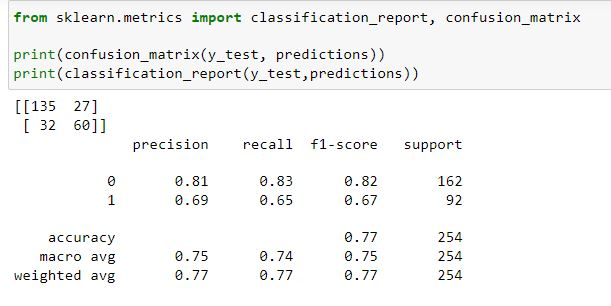 from sklearn.metrics import classification_report, confusion_matrix
print(confusion_matrix(y_test, predictions))
print(classification_report(y_test,predictions))
[[135  27]
 [ 32  60]]
              precision    recall  f1-score   support
           0       0.81      0.83      0.82       162
           1       0.69      0.65      0.67        92
    accuracy                           0.77       254
   macro avg       0.75      0.74      0.75       254
weighted avg       0.77      0.77      0.77       254